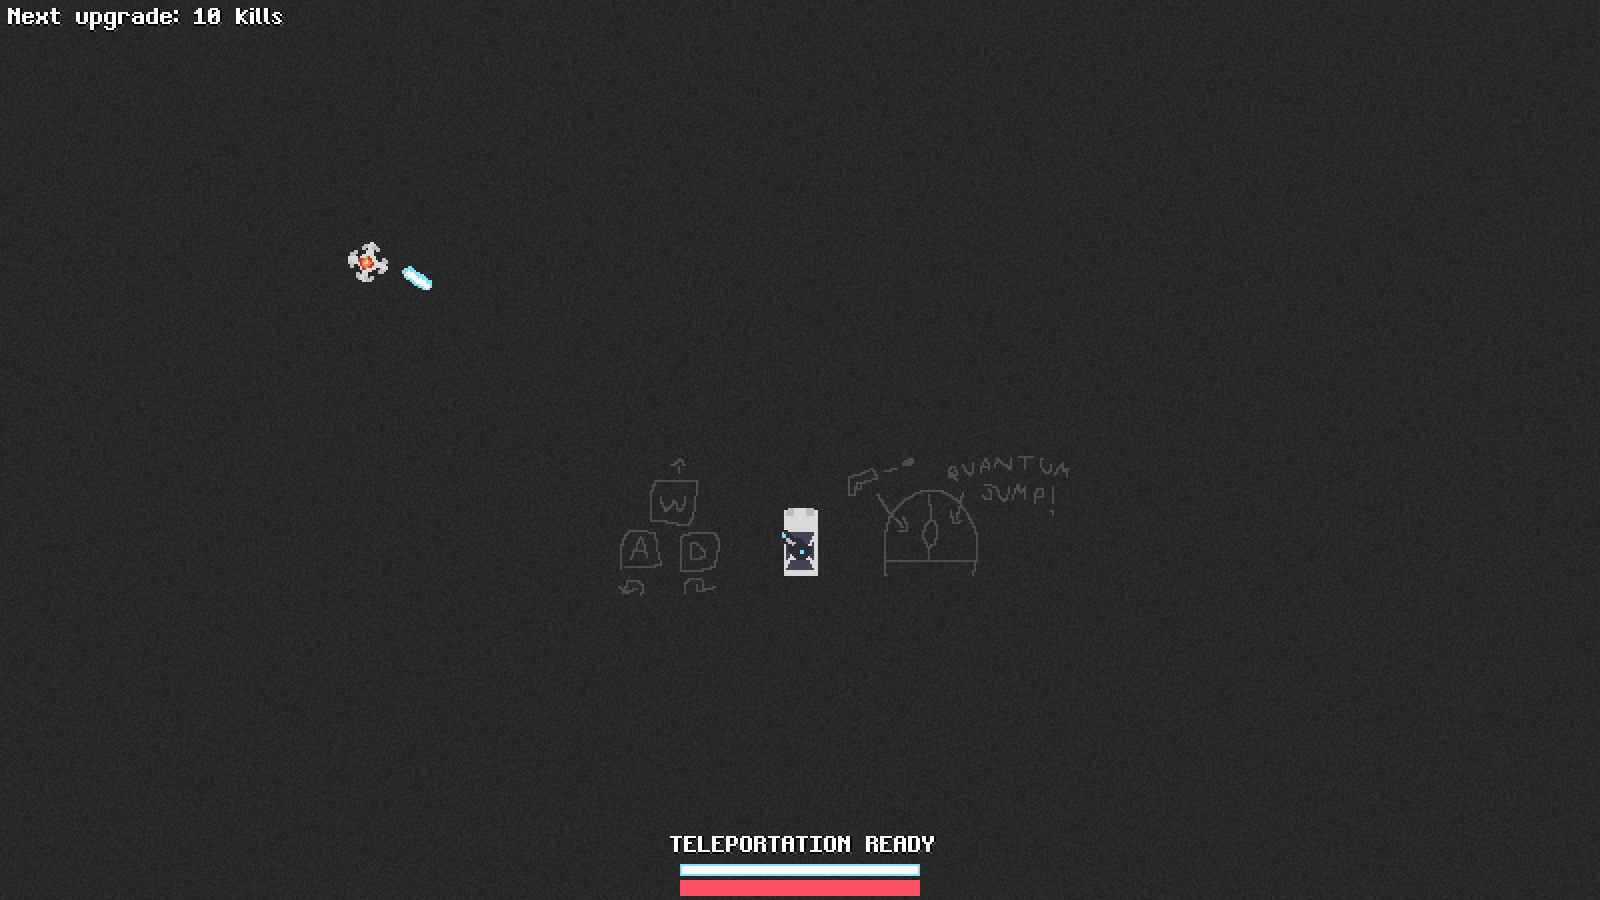 Next upgrade: 10 kills
QUANTUM
JUMP!
W
A D
TELEPORTATION READY